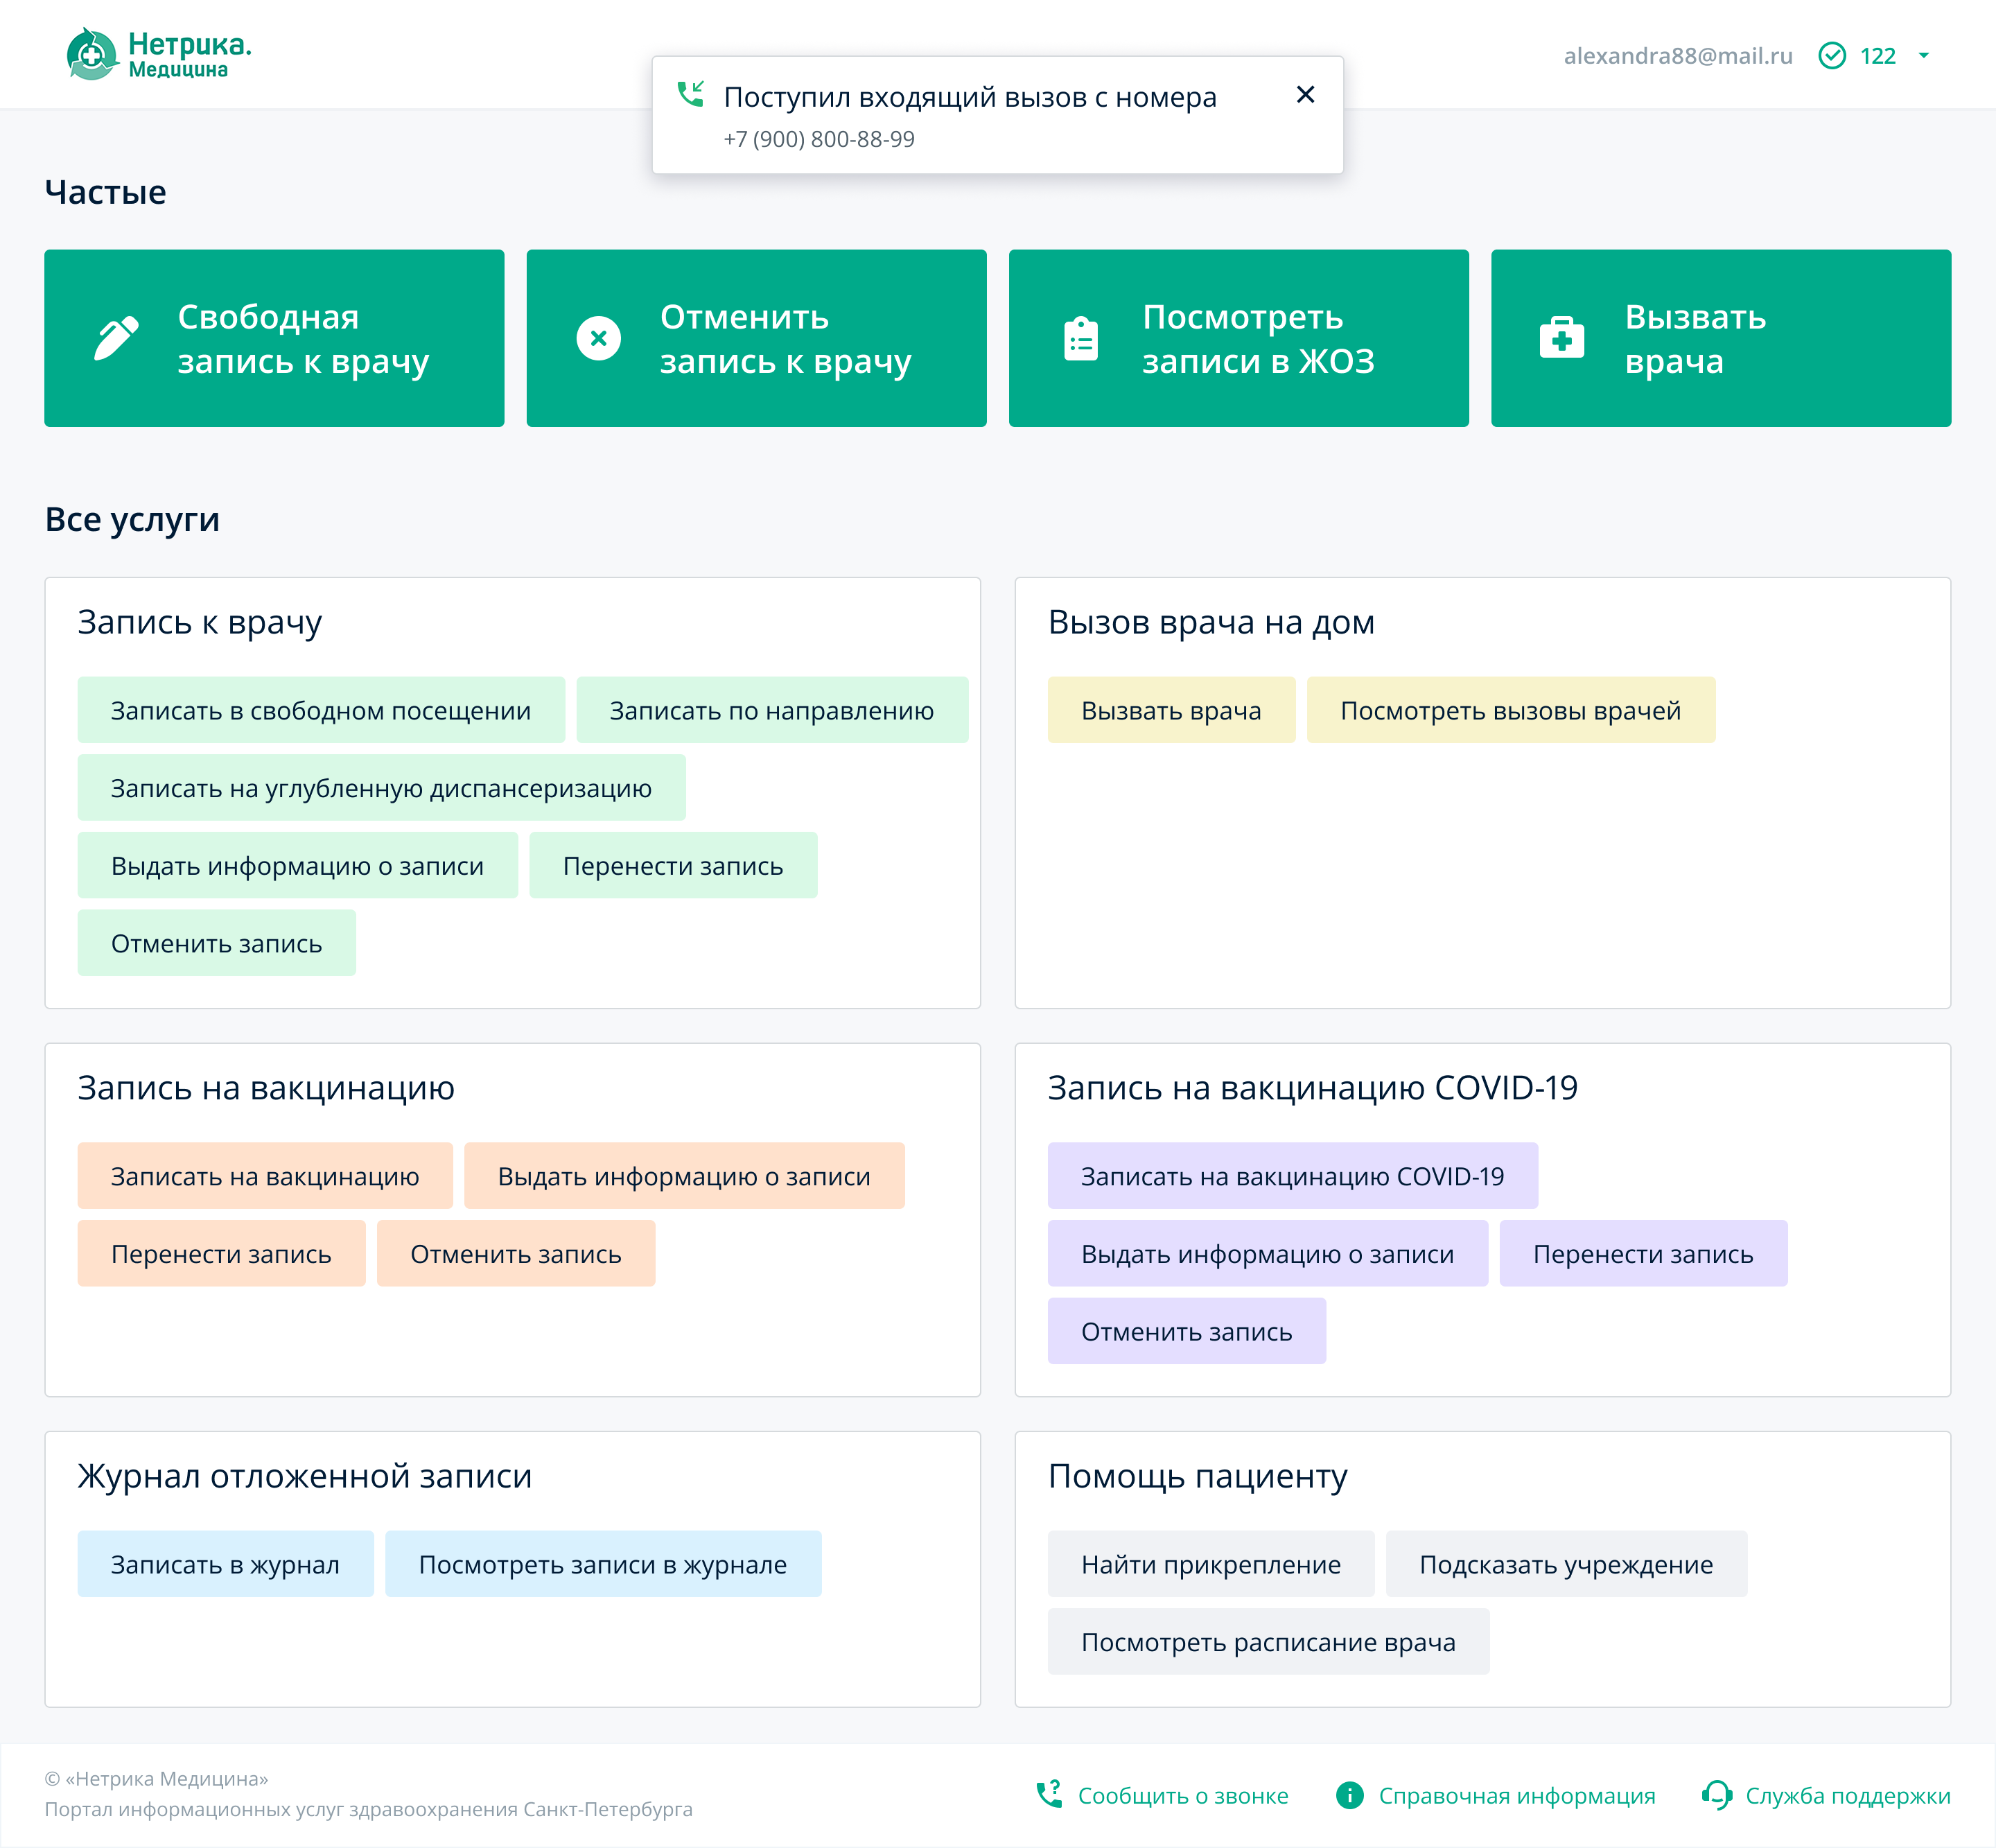 Нетрика.
Медицина
alexandra88@mail.ru 122
Поступил входящий вызов с номера
+7 (900) 800-88-99
Частые
Свободная
запись к врачу
Отменить
запись к врачу
Посмотреть
записи в ЖОЗ
Вызвать
врача
Все услуги
Запись к врачу
Записать в свободном посещении Записать по направлению
Записать на углубленную диспансеризацию
Выдать информацию о записи Перенести запись
Отменить запись
Вызов врача на дом
Вызвать врача Посмотреть вызовы врачей
Запись на вакцинацию
Записать на вакцинацию Выдать информацию о записи
Перенести запись Отменить запись
Запись на вакцинацию COVID-19
Записать на вакцинацию COVID-19
Выдать информацию о записи Перенести запись
Отменить запись
Журнал отложенной записи
Записать в журнал Посмотреть записи в журнале
Помощь пациенту
Найти прикрепление Подсказать учреждение
Посмотреть расписание врача
© «Нетрика Медицина»
Портал информационных услуг здравоохранения Санкт-Петербурга
Сообщить о звонке Справочная информация Служба поддержки